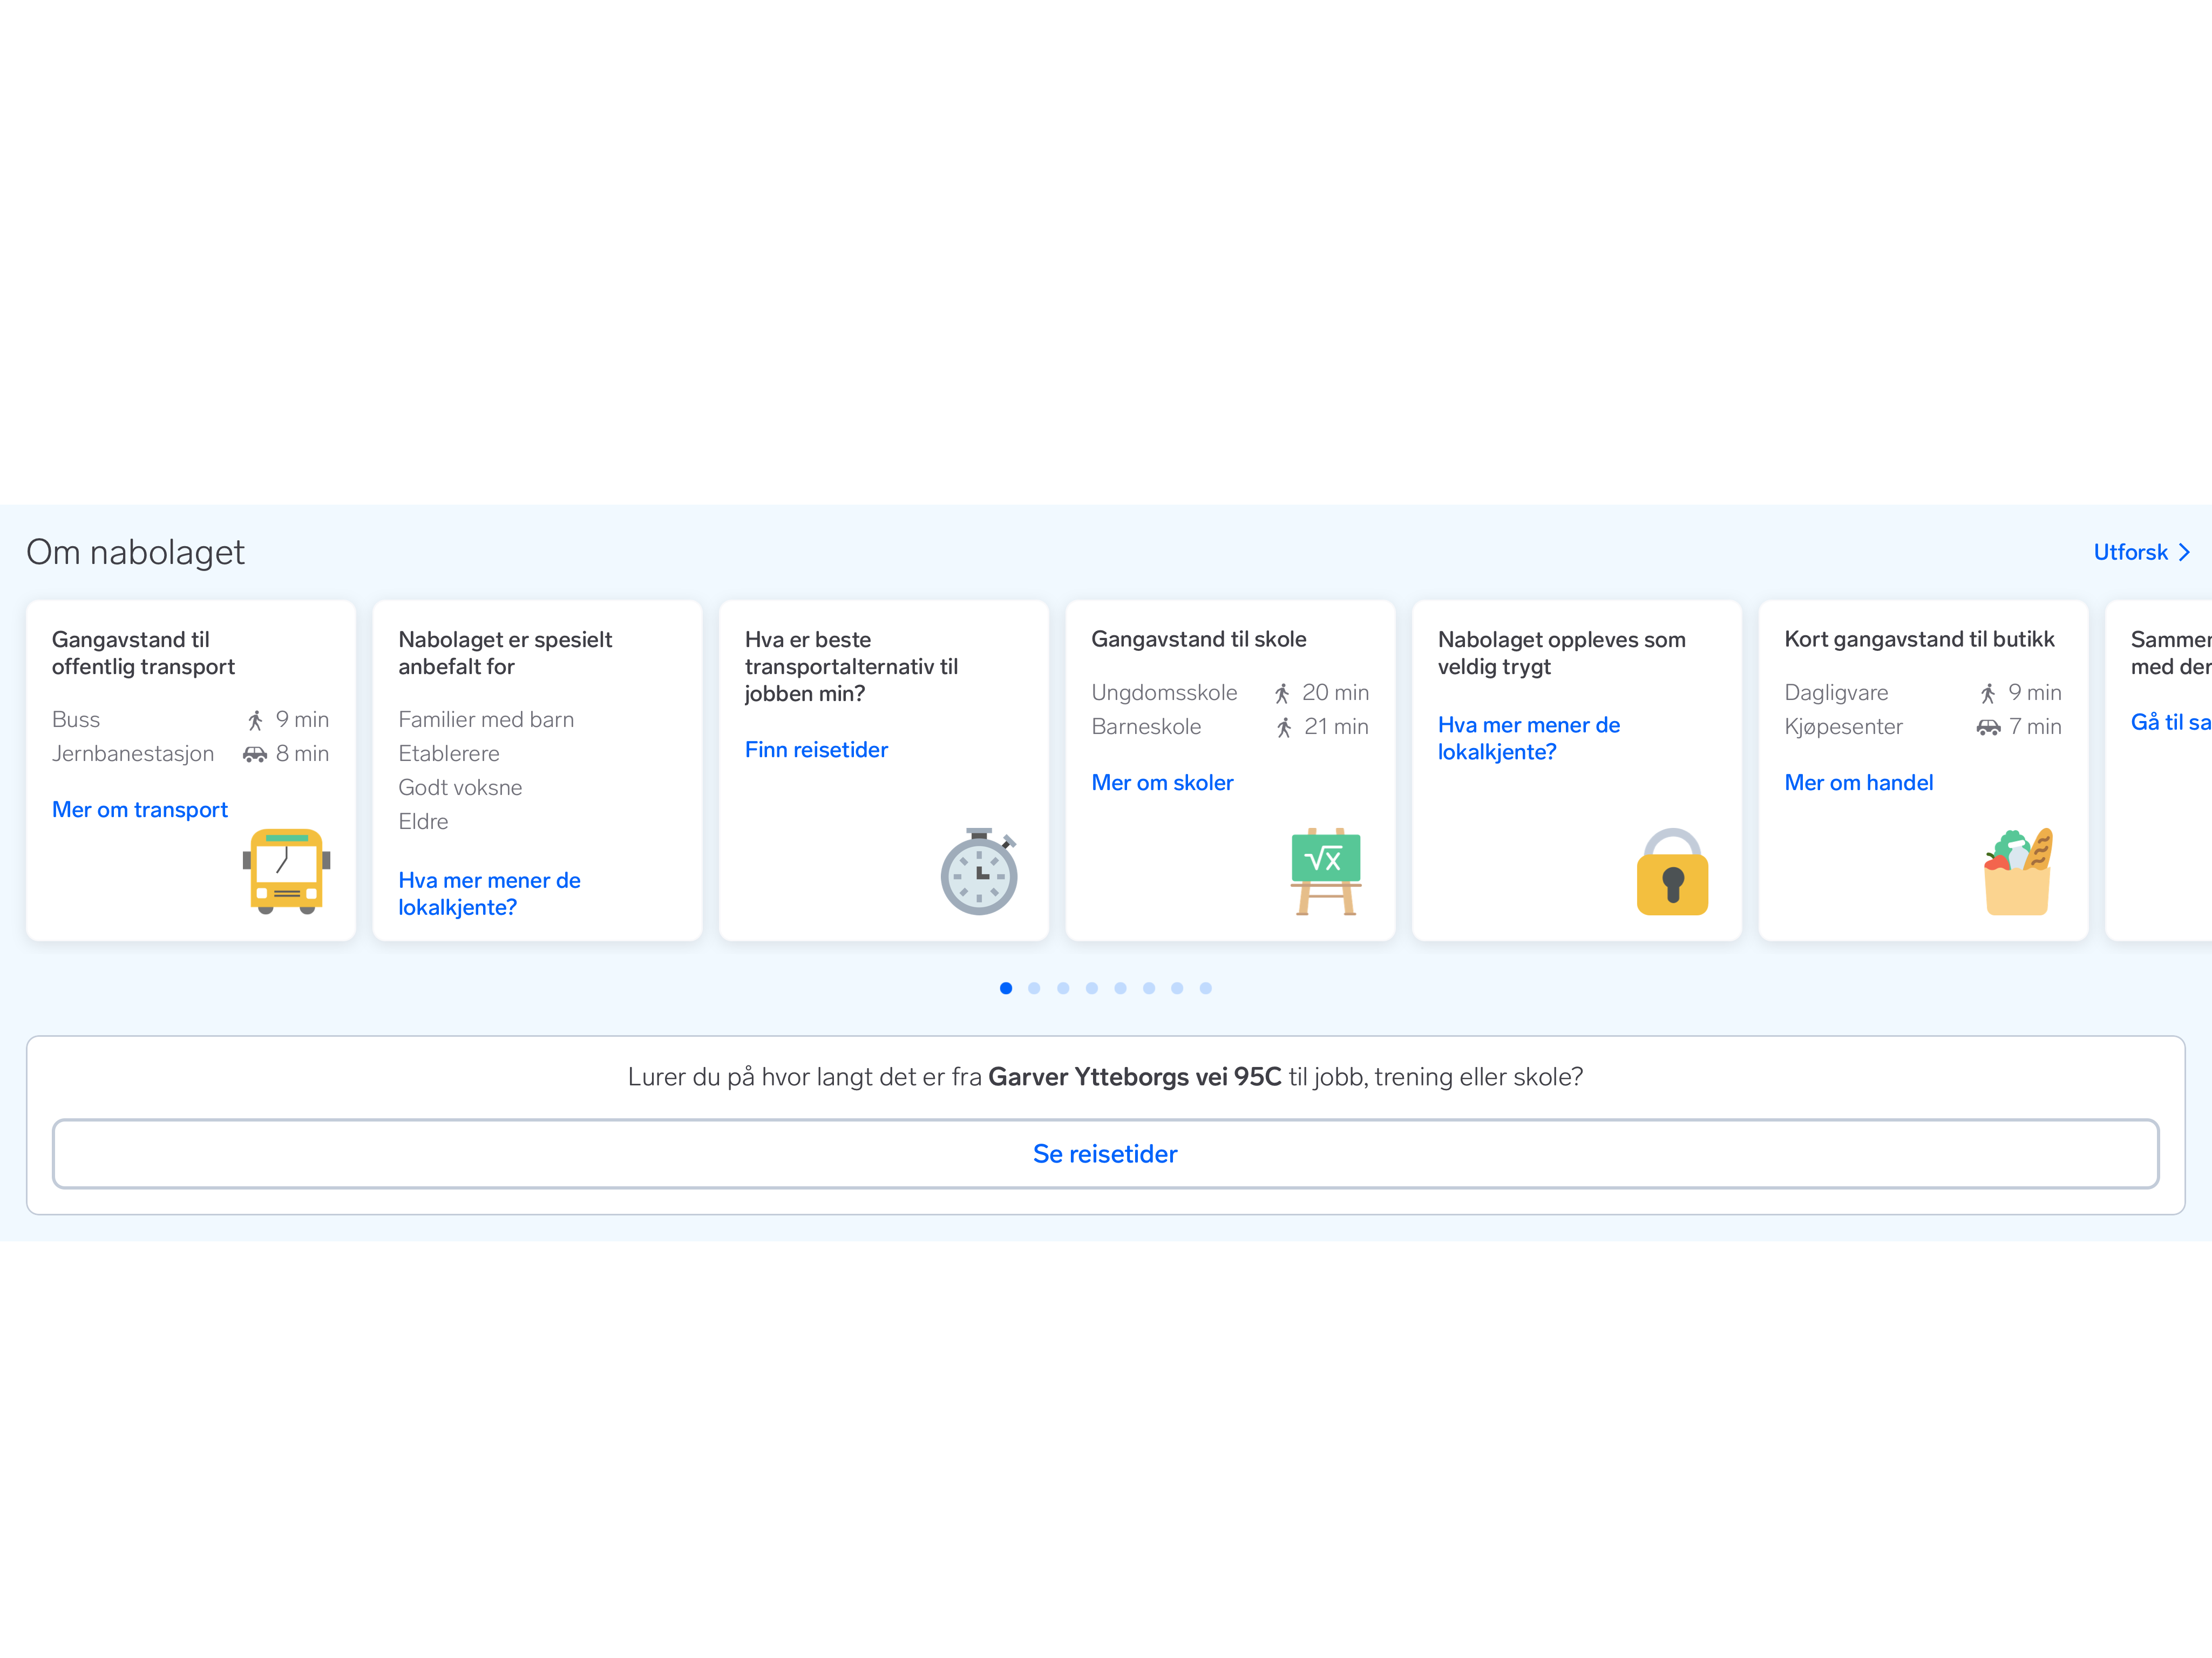 Om nabolaget
Utforsk
Gangavstand til
offentlig transport
Buss 9 min
Jernbanestasjon 8 min
Mer om transport
Nabolaget er spesielt
anbefalt for
Familier med barn
Etablerere
Godt voksne
Eldre
Hva mer mener de
lokalkjente?
Hva er beste
transportalternativ til
jobben min?
Finn reisetider
Gangavstand til skole
Ungdomsskole 20 min
Barneskole 21 min
Mer om skoler
√x
Nabolaget oppleves som
veldig trygt
Hva mer mener de
lokalkjente?
Kort gangavstand til butikk
Dagligvare 9 min
Kjøpesenter 7 min
Mer om handel
med
Gå til
Lurer du på hvor langt det er fra Garver Ytteborgs vei 95C til jobb, trening eller skole?
Se reisetider